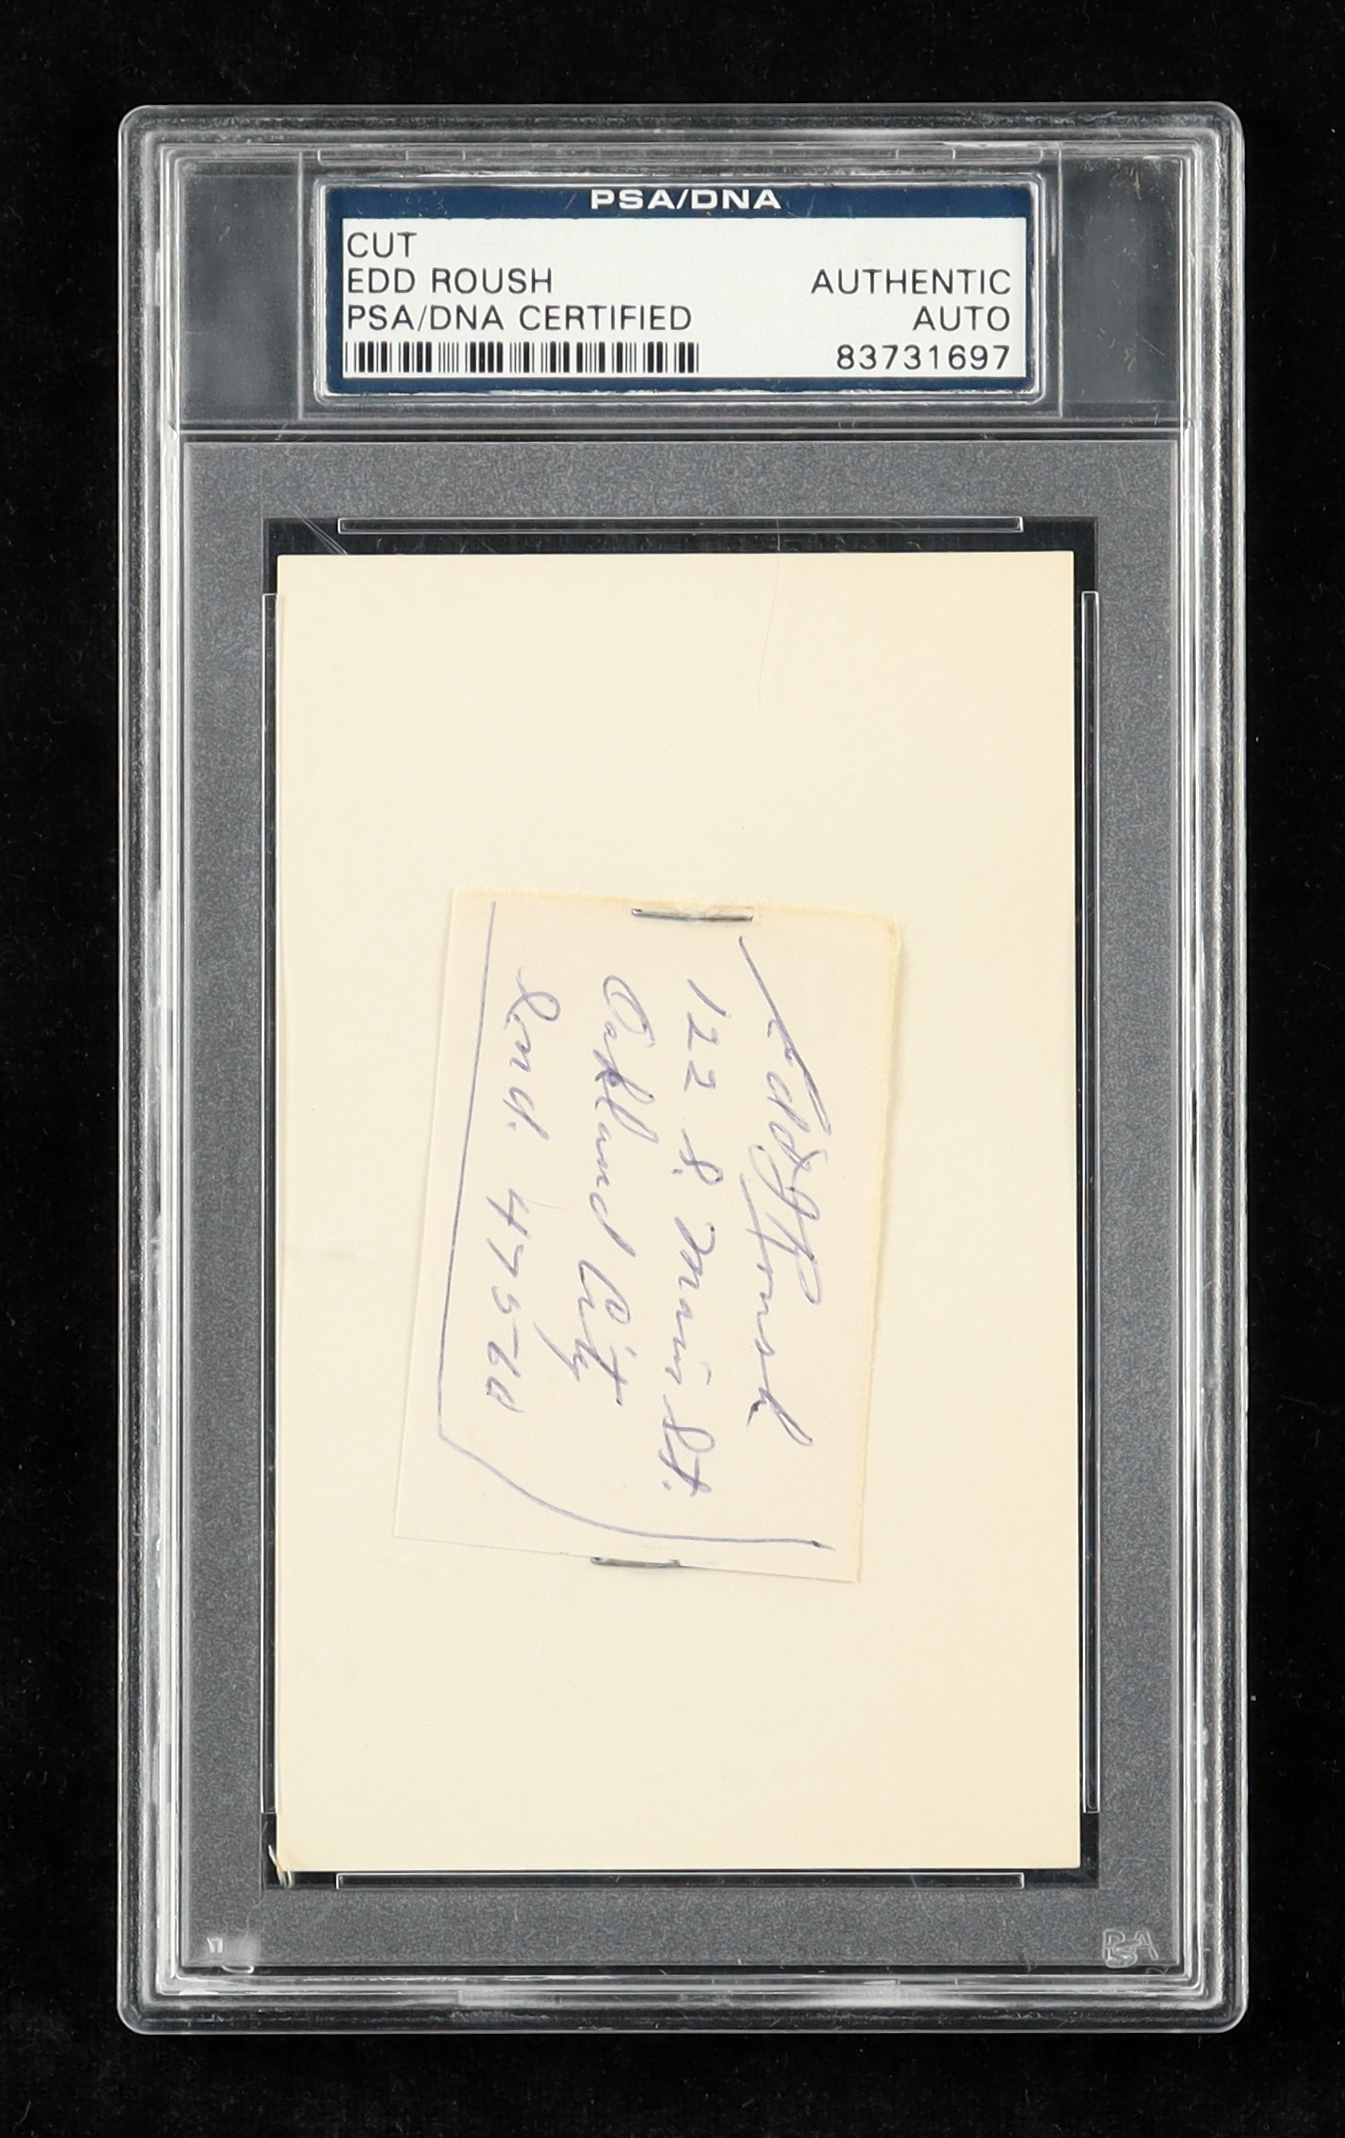 PSA/DNA
CUT
EDD ROUSH
PSA/DNA CERTIFIED
AUTHENTIC
AUTO
83731697
Edd J Roush
122 S. Main St.
Oakland City
Ind. 47560
PSA